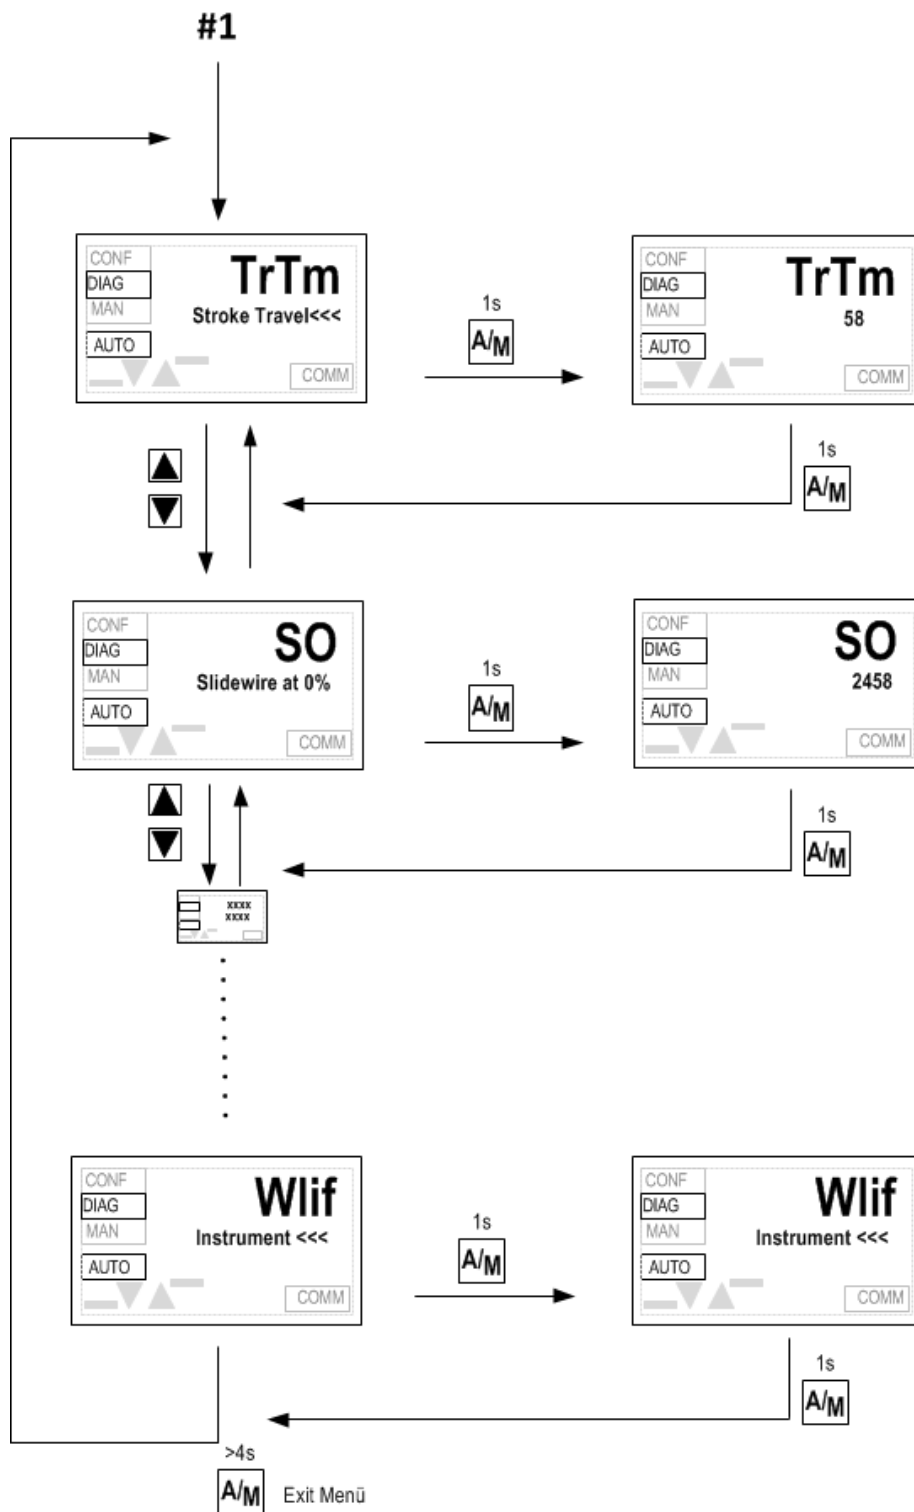 #1
CONF
DIAG
MAN
AUTO
TrTm
Stroke Travel<<<
COMM
1s
A/M
CONF
DIAG
MAN
AUTO
TrTm
58
COMM
1s
A/M
CONF
DIAG
MAN
AUTO
SO
Slidewire at 0%
COMM
1s
A/M
CONF
DIAG
MAN
AUTO
SO
2458
COMM
1s
A/M
xxxx
xxxx
CONF
DIAG
MAN
AUTO
Wlif
Instrument <<<
COMM
1s
A/M
CONF
DIAG
MAN
AUTO
Wlif
Instrument <<<
COMM
1s
A/M
>4s
A/M Exit Menü